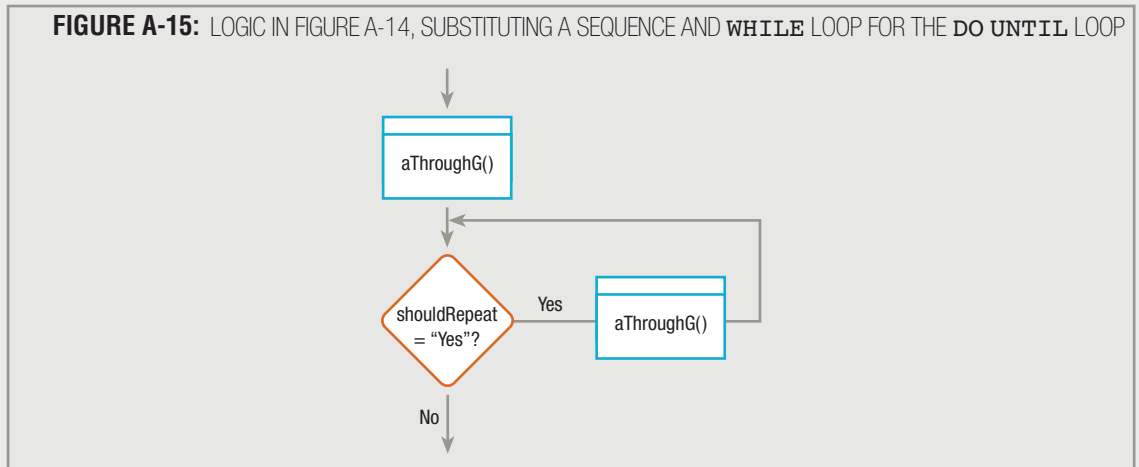 FIGURE A-15: LOGIC IN FIGURE A-14, SUBSTITUTING A SEQUENCE AND WHILE LOOP FOR THE DO UNTIL LOOP
aThroughG()
shouldRepeat
= “Yes”?
Yes
aThroughG()
No